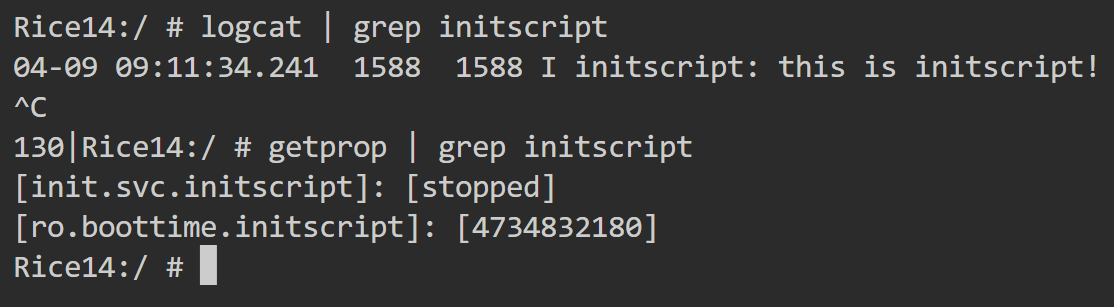 Rice14:/ # logcat | grep initscript
04-09 09:11:34.241  1588  1588 I initscript: this is initscript!
^C
130|Rice14:/ # getprop | grep initscript
[init.svc.initscript]: [stopped]
[ro.boottime.initscript]: [4734832180]
Rice14:/ #